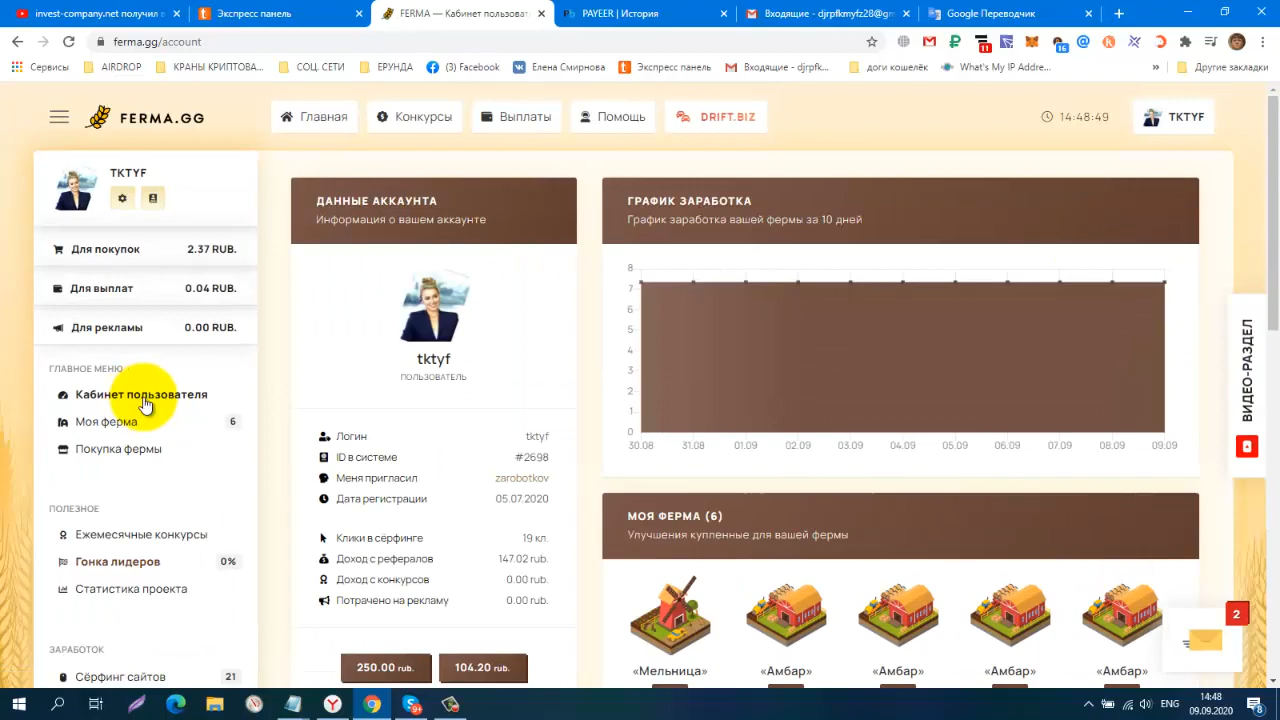 invest-company.net получил в
Экспресс панель
FERMA — Кабинет пользоват
PAYEER | История
Входящие - djrpfkmyfz28@gm
Google Переводчик
ferma.gg/account
11
16
Сервисы
AIRDROP
КРАНЫ КРИПТОВА...
СОЦ. СЕТИ
ЕРУНДА
(3) Facebook
Елена Смирнова
Экспресс панель
Входящие - djrpfk...
доги кошелёк
What's My IP Addre...
»
Другие закладки
FERMA.GG
Главная
Конкурсы
Выплаты
Помощь
DRIFT.BIZ
14:48:49
TKTYF
TKTYF
Для покупок 2.37 RUB.
Для выплат 0.04 RUB.
Для рекламы 0.00 RUB.
ГЛАВНОЕ МЕНЮ
Кабинет пользователя
Моя ферма 6
Покупка фермы
ПОЛЕЗНОЕ
Ежемесячные конкурсы
Гонка лидеров 0%
Статистика проекта
ЗАРАБОТОК
Сёрфинг сайтов 21
ДАННЫЕ АККАУНТА
Информация о вашем аккаунте
tktyf
ПОЛЬЗОВАТЕЛЬ
Логин tktyf
ID в системе #2698
Меня пригласил zarobotkov
Дата регистрации 05.07.2020
Клики в сёрфинге 19 кл.
Доход с рефералов 147.02 rub.
Доход с конкурсов 0.00 rub.
Потрачено на рекламу 0.00 rub.
250.00 rub.
104.20 rub.
ГРАФИК ЗАРАБОТКА
График заработка вашей фермы за 10 дней
8
7
6
5
4
3
2
1
0
30.08 31.08 01.09 02.09 03.09 04.09 05.09 06.09 07.09 08.09 09.09
МОЯ ФЕРМА (6)
Улучшения купленные для вашей фермы
«Мельница»
«Амбар»
«Амбар»
«Амбар»
«Амбар»
ВИДЕО-РАЗДЕЛ
2
9+
ENG
14:48
09.09.2020
8